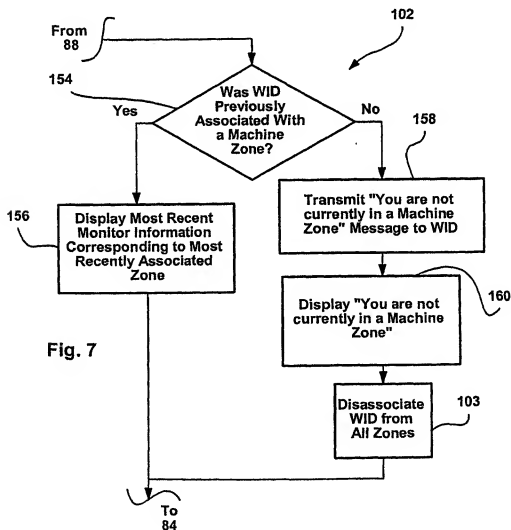 From
88
102
154
Was WID
Previously
Associated With
a Machine
Zone?
Yes
No
158
156
Display Most Recent
Monitor Information
Corresponding to Most
Recently Associated
Zone
Transmit "You are not
currently in a Machine
Zone" Message to WID
160
Display "You are not
currently in a Machine
Zone"
Fig. 7
Disassociate
WID from
All Zones
103
To
84